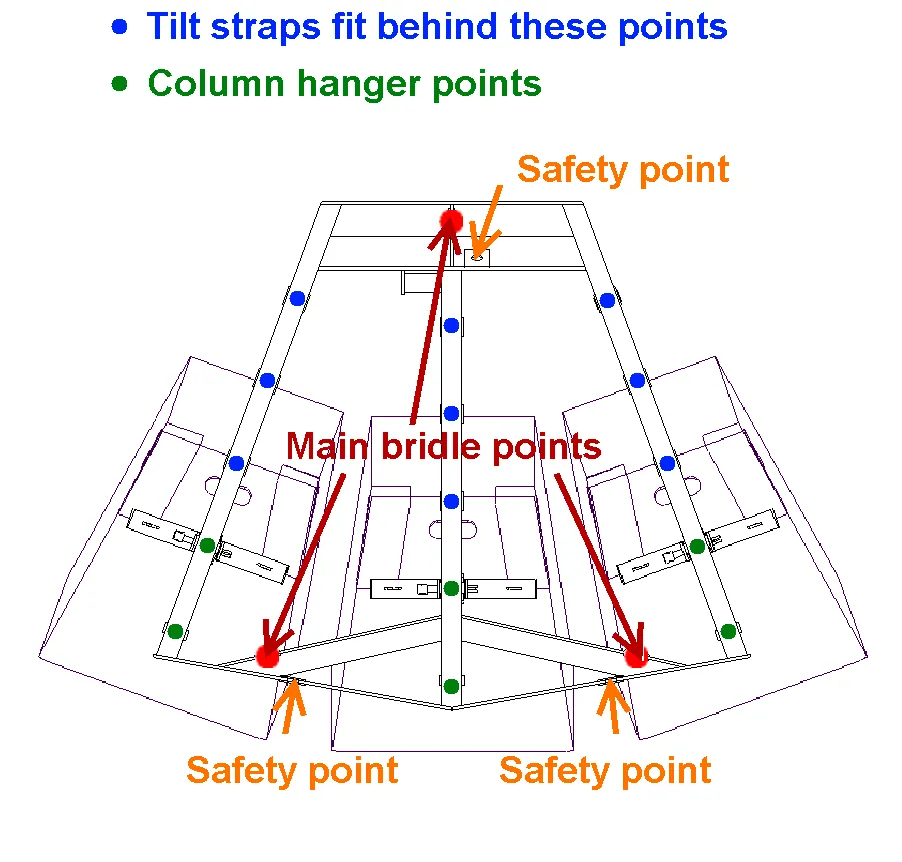 Tilt straps fit behind these points
Column hanger points
Safety point
Main bridle points
Safety point
Safety point